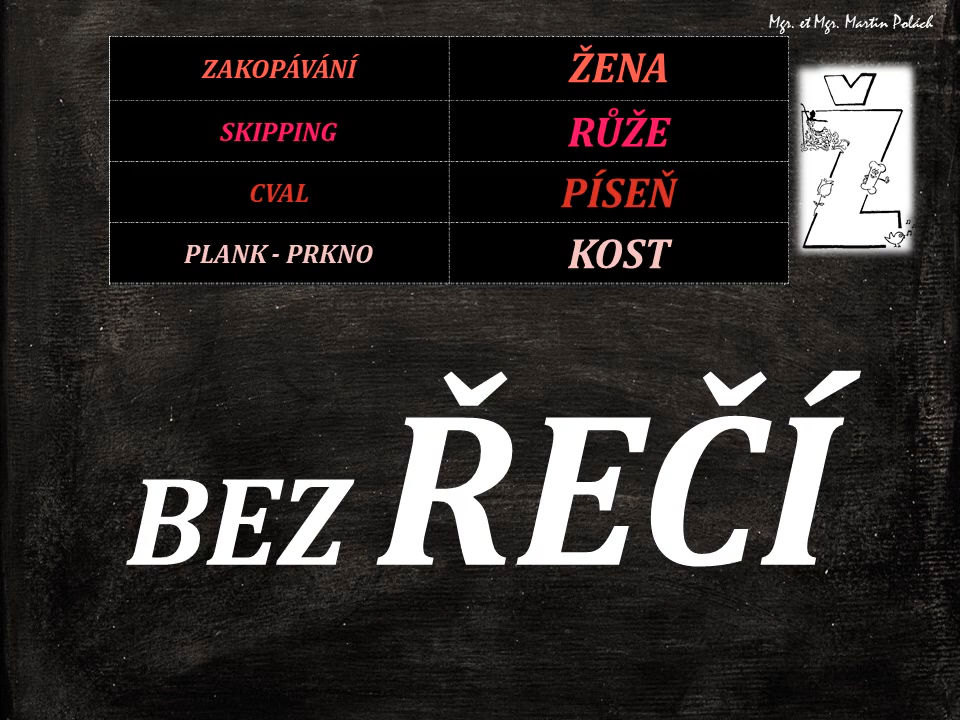 Mgr. et Mgr. Martin Polách
ZAKOPÁVÁNÍ ŽENA
SKIPPING RŮŽE
CVAL PÍSEŇ
PLANK - PRKNO KOST
Ž
BEZ ŘEČÍ